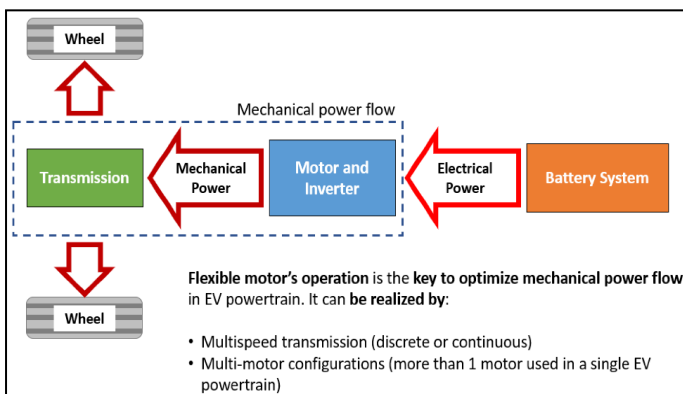 Wheel
Mechanical power flow
Transmission
Mechanical
Power
Motor and
Inverter
Electrical
Power
Battery System
Wheel
Flexible motor's operation is the key to optimize mechanical power flow
in EV powertrain. It can be realized by:
• Multispeed transmission (discrete or continuous)
• Multi-motor configurations (more than 1 motor used in a single EV
powertrain)